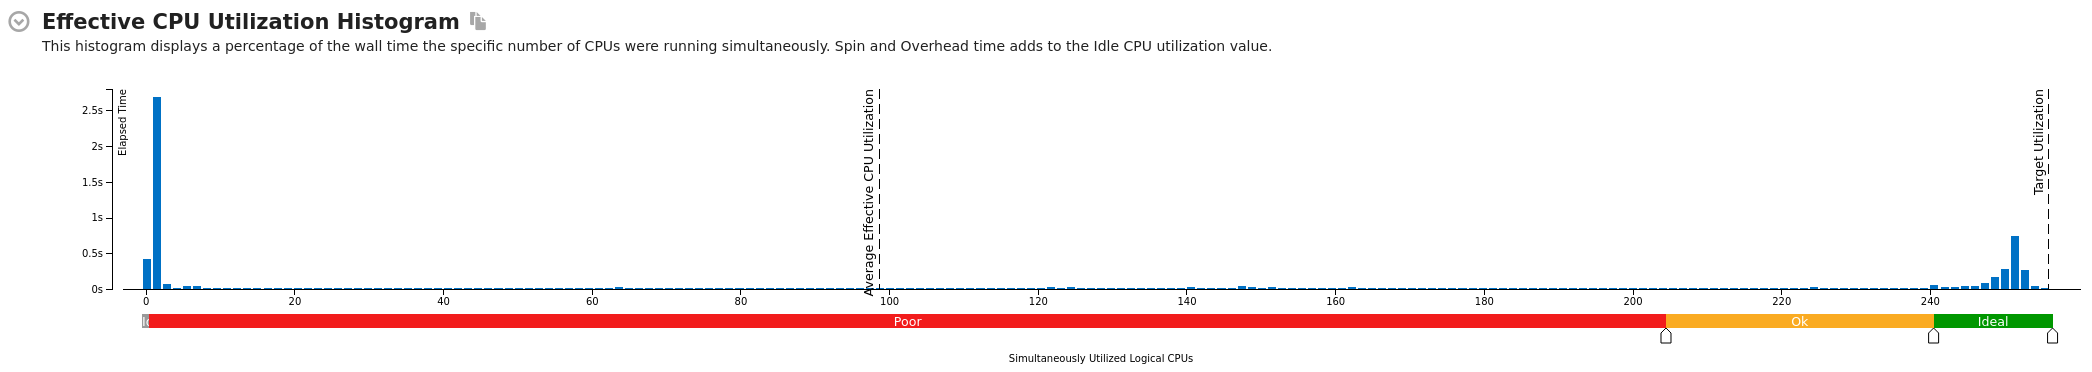 Effective CPU Utilization Histogram
This histogram displays a percentage of the wall time the specific number of CPUs were running simultaneously. Spin and Overhead time adds to the Idle CPU utilization value.
Elapsed Time
2.5s
2s
1.5s
1s
0.5s
0s
Average Effective CPU Utilization
Target Utilization
0 20 40 60 80 100 120 140 160 180 200 220 240
Poor Ok Ideal
Simultaneously Utilized Logical CPUs